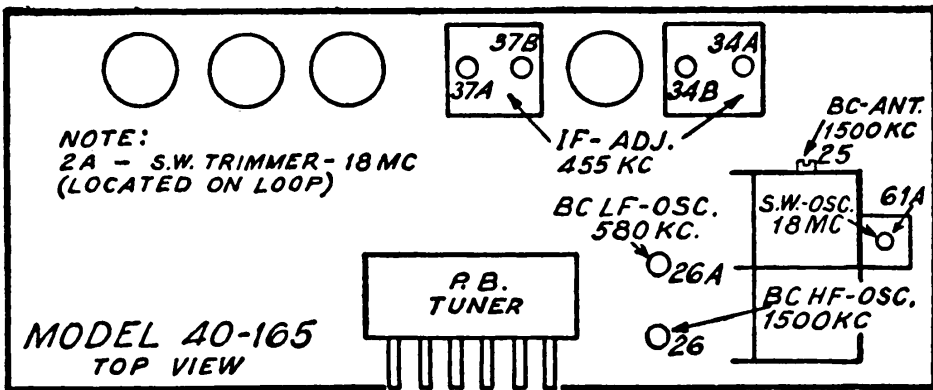 37B
37A
34A
34B
NOTE:
2A - S.W. TRIMMER - 18 MC
(LOCATED ON LOOP)
IF-ADJ.
455 KC
BC-ANT.
1500 KC
25
BC LF-OSC.
580 KC.
26A
S.W.-OSC.
18 MC
61A
P.B.
TUNER
BC HF-OSC.
1500 KC
26
MODEL 40-165
TOP VIEW